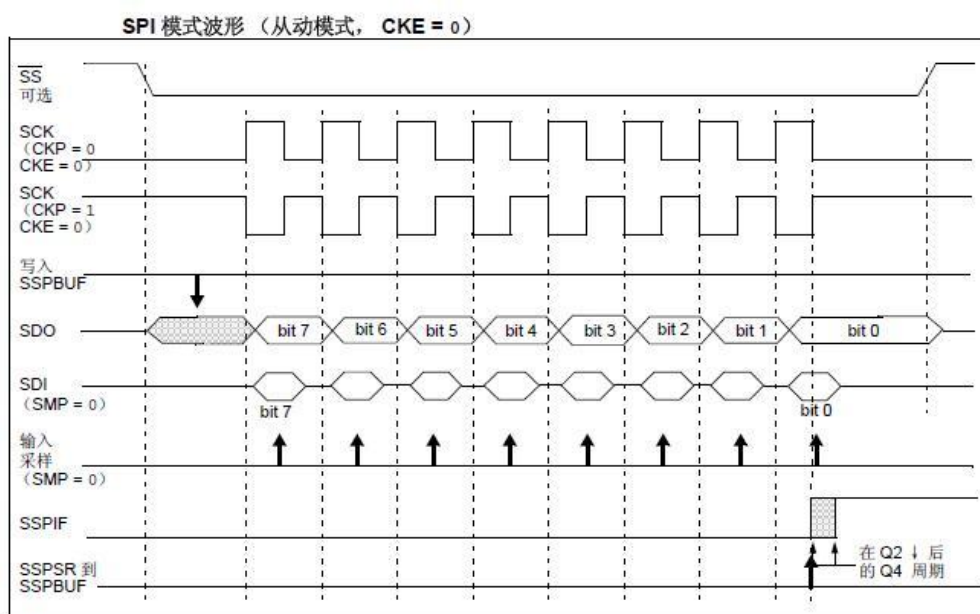 SPI 模式波形 （从动模式， CKE = 0）
SS
可选
SCK
（CKP = 0
CKE = 0）
SCK
（CKP = 1
CKE = 0）
写入
SSPBUF
SDO
bit 7 bit 6 bit 5 bit 4 bit 3 bit 2 bit 1 bit 0
SDI
（SMP = 0）
bit 7 bit 0
输入
采样
（SMP = 0）
SSPIF
在 Q2 ↓ 后
的 Q4 周期
SSPSR 到
SSPBUF